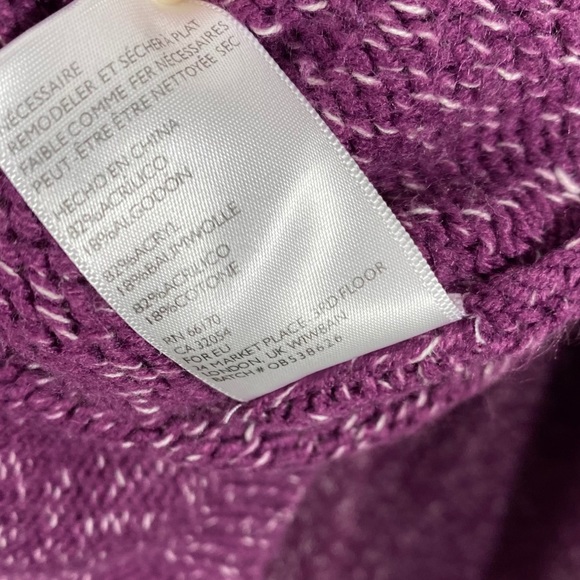 NÉCESSAIRE
REMODELER ET SÉCHER À PLAT
FAIBLE COMME FER NÉCESSAIRES
PEUT -ÊTRE ÊTRE NETTOYÉE SEC
HECHO EN CHINA
82%ACRILICO
18%ALGODON
82%ACRYL
18%BAUMWOLLE
82%ACRILICO
18%COTONE
RN 66170
CA 32054
FOR EU
24 MARKET PLACE, 3RD FLOOR
LONDON, UK W1W8AN
BATCH # OB538626